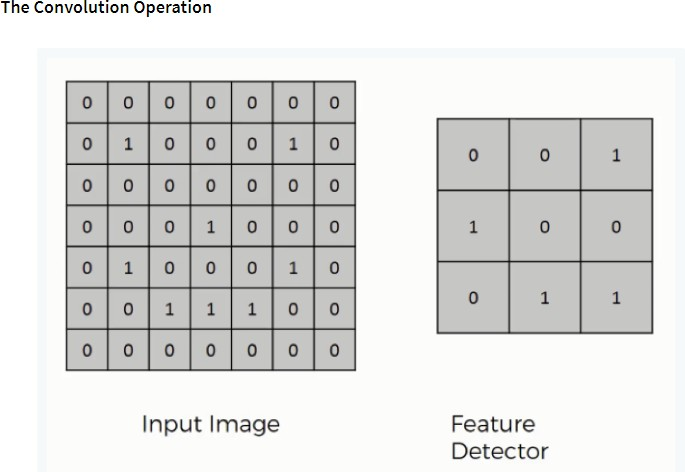 The Convolution Operation
0 0 0 0 0 0 0
0 1 0 0 0 1 0
0 0 0 0 0 0 0
0 0 0 1 0 0 0
0 1 0 0 0 1 0
0 0 1 1 1 0 0
0 0 0 0 0 0 0
Input Image
0 0 1
1 0 0
0 1 1
Feature
Detector